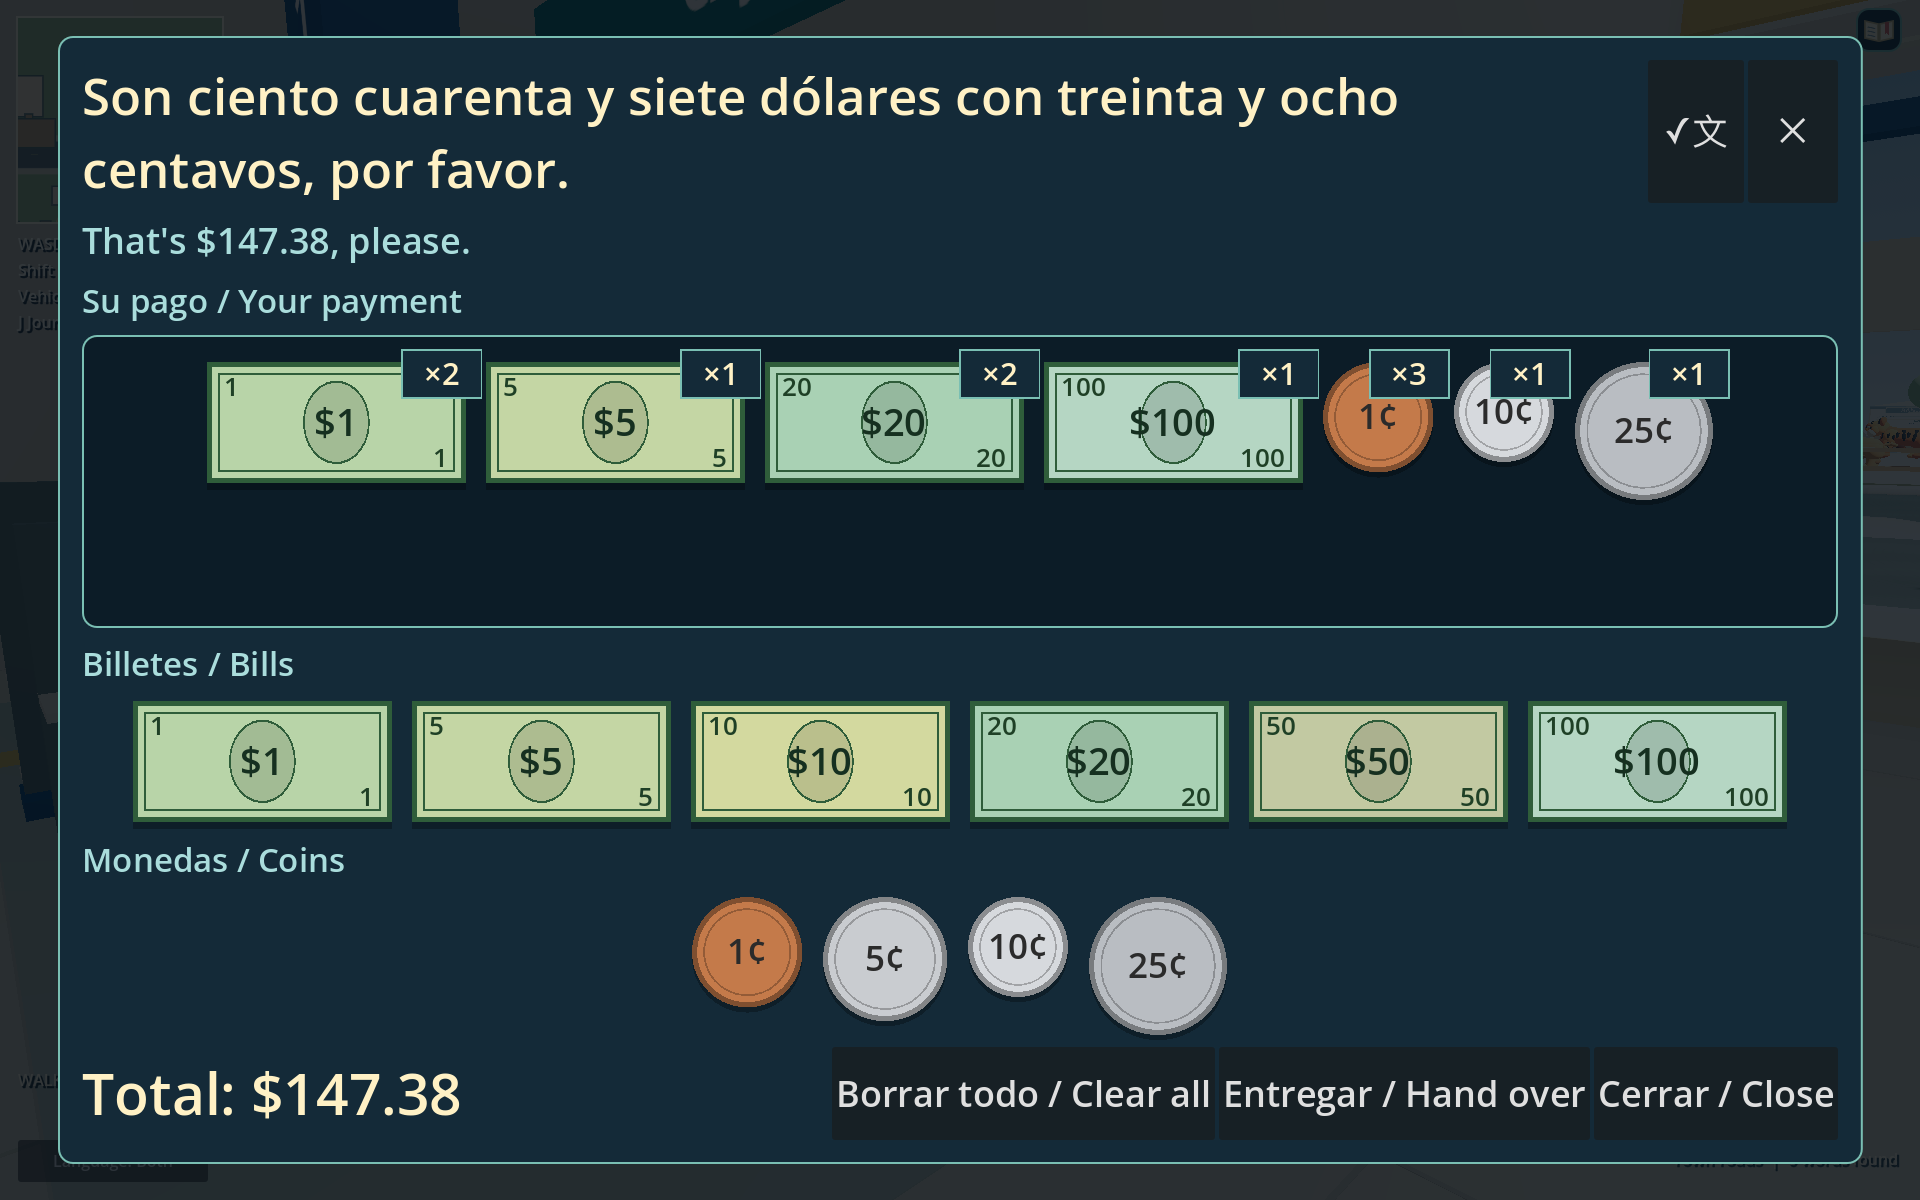 Son ciento cuarenta y siete dólares con treinta y ocho
centavos, por favor.
✓文 ×
That's $147.38, please.
Su pago / Your payment
×2 ×1 ×2 ×1 ×3 ×1 ×1
1 $1 1
5 $5 5
20 $20 20
100 $100 100
1¢ 10¢ 25¢
Billetes / Bills
1 $1 1
5 $5 5
10 $10 10
20 $20 20
50 $50 50
100 $100 100
Monedas / Coins
1¢ 5¢ 10¢ 25¢
Total: $147.38
Borrar todo / Clear all
Entregar / Hand over
Cerrar / Close